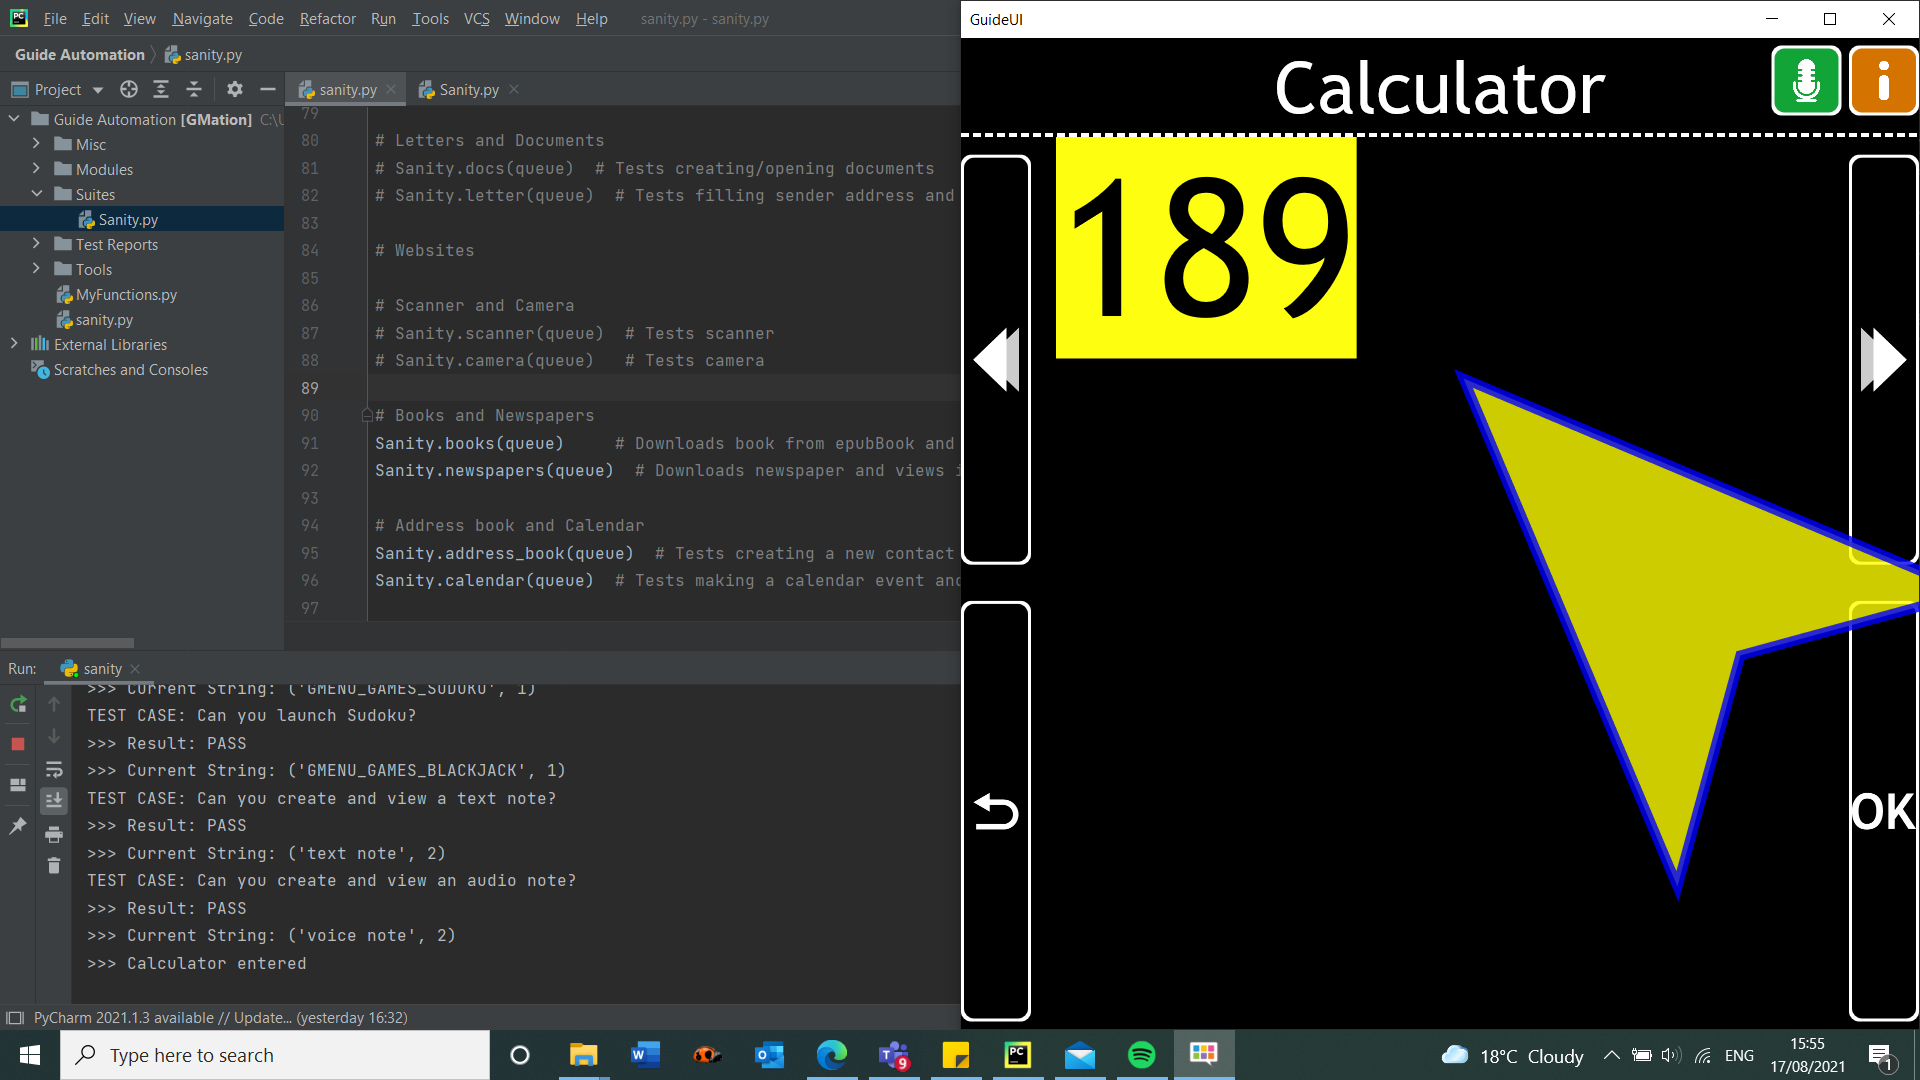 File Edit View Navigate Code Refactor Run Tools VCS Window Help sanity.py - sanity.py
Guide Automation sanity.py
Project
sanity.py
Sanity.py
Guide Automation [GMation] C:\U
Misc
Modules
Suites
Sanity.py
Test Reports
Tools
MyFunctions.py
sanity.py
External Libraries
Scratches and Consoles
79
80 # Letters and Documents
81 # Sanity.docs(queue) # Tests creating/opening documents
82 # Sanity.letter(queue) # Tests filling sender address and
83
84 # Websites
85
86 # Scanner and Camera
87 # Sanity.scanner(queue) # Tests scanner
88 # Sanity.camera(queue) # Tests camera
89
90 # Books and Newspapers
91 Sanity.books(queue) # Downloads book from epubBook and
92 Sanity.newspapers(queue) # Downloads newspaper and views i
93
94 # Address book and Calendar
95 Sanity.address_book(queue) # Tests creating a new contact
96 Sanity.calendar(queue) # Tests making a calendar event and
97
Run: sanity
>>> Current String: ('GMENU_GAMES_SUDOKU', 1)
TEST CASE: Can you launch Sudoku?
>>> Result: PASS
>>> Current String: ('GMENU_GAMES_BLACKJACK', 1)
TEST CASE: Can you create and view a text note?
>>> Result: PASS
>>> Current String: ('text note', 2)
TEST CASE: Can you create and view an audio note?
>>> Result: PASS
>>> Current String: ('voice note', 2)
>>> Calculator entered
PyCharm 2021.1.3 available // Update... (yesterday 16:32)
GuideUI
Calculator
189
OK
Type here to search
9
18°C Cloudy
ENG
15:55
17/08/2021
1